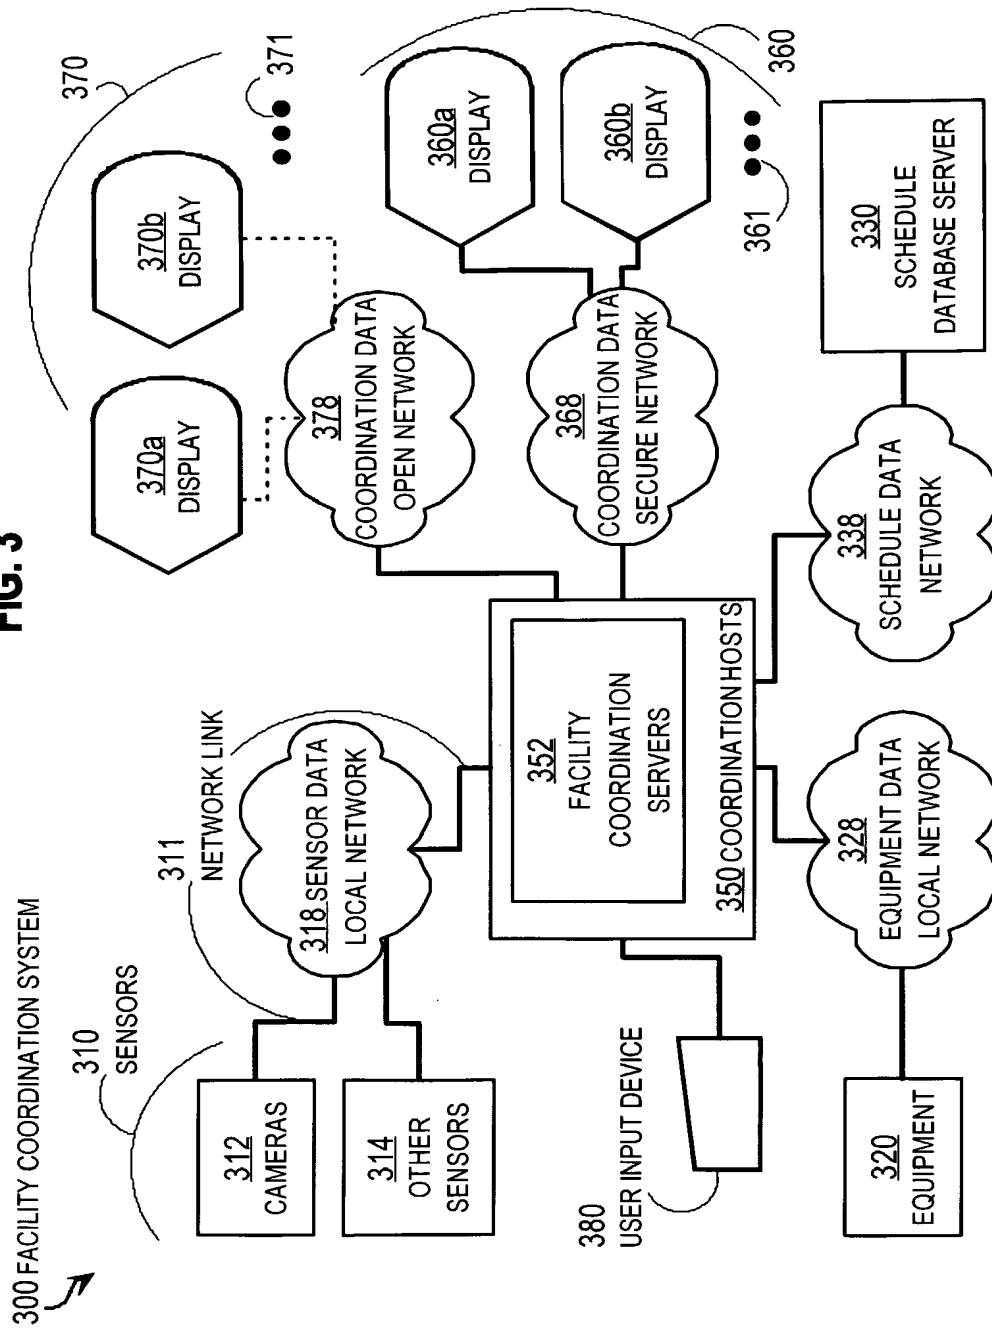 FIG. 3
300 FACILITY COORDINATION SYSTEM
310
SENSORS
311
NETWORK LINK
312
CAMERAS
314
OTHER
SENSORS
318 SENSOR DATA
LOCAL NETWORK
370
370a
DISPLAY
370b
DISPLAY
371
378
COORDINATION DATA
OPEN NETWORK
360a
DISPLAY
360b
DISPLAY
360
361
368
COORDINATION DATA
SECURE NETWORK
352
FACILITY
COORDINATION
SERVERS
350 COORDINATION HOSTS
380
USER INPUT DEVICE
320
EQUIPMENT
328
EQUIPMENT DATA
LOCAL NETWORK
338
SCHEDULE DATA
NETWORK
330
SCHEDULE
DATABASE SERVER